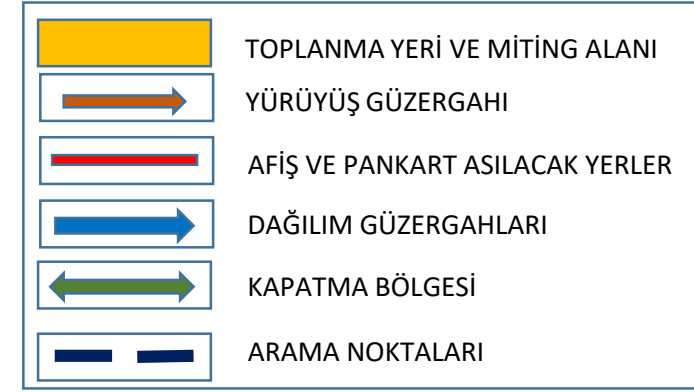 TOPLANMA YERİ VE MİTİNG ALANI
YÜRÜYÜŞ GÜZERGAHI
AFİŞ VE PANKART ASILACAK YERLER
DAĞILIM GÜZERGAHLARI
KAPATMA BÖLGESİ
ARAMA NOKTALARI